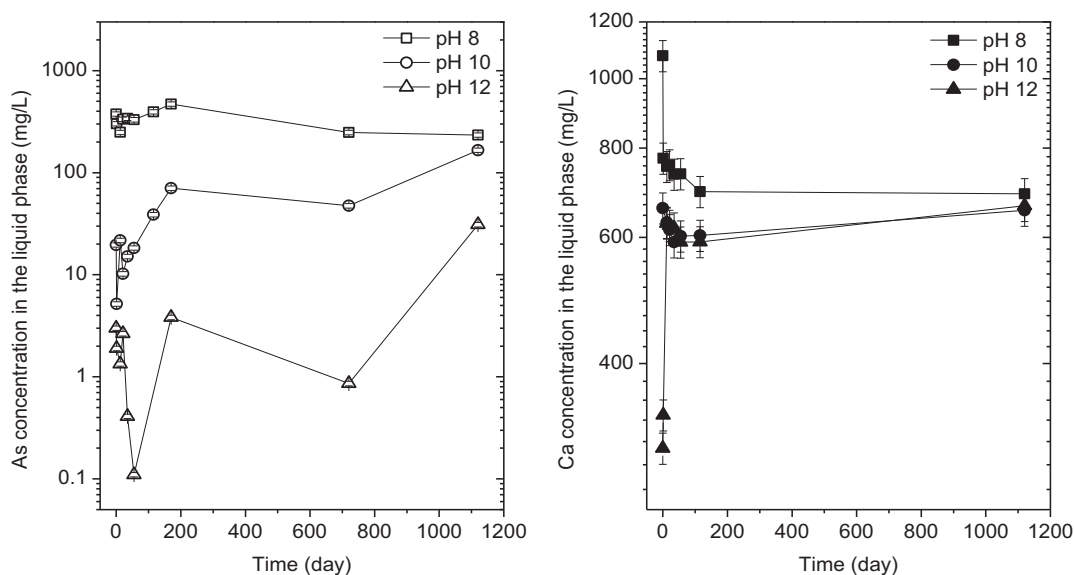 pH 8
pH 10
pH 12
1000
100
10
1
0.1
As concentration in the liquid phase (mg/L)
0 200 400 600 800 1000 1200
Time (day)
pH 8
pH 10
pH 12
1200
1000
800
600
400
Ca concentration in the liquid phase (mg/L)
0 200 400 600 800 1000 1200
Time (day)